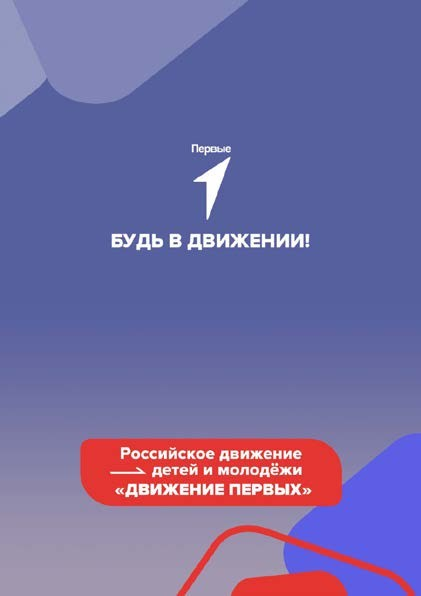 Первые
БУДЬ В ДВИЖЕНИИ!
Российское движение
детей и молодёжи
«ДВИЖЕНИЕ ПЕРВЫХ»